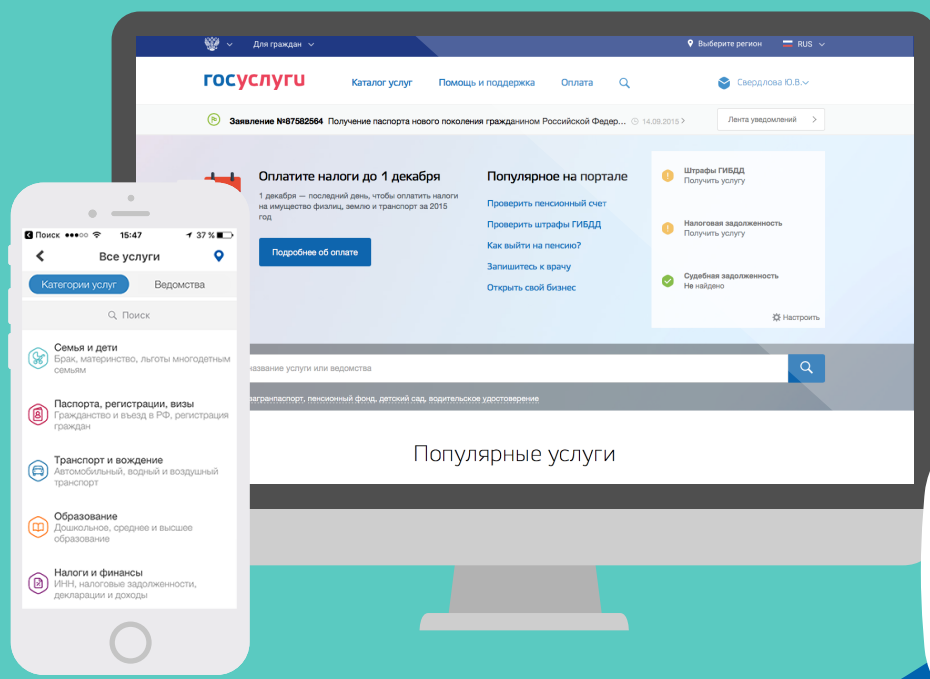 Для граждан
Выберите регион
RUS
госуслуги
Каталог услуг
Помощь и поддержка
Оплата
Свердлова Ю.В.
Заявление №87582564 Получение паспорта нового поколения гражданином Российской Федер... 14.09.2015
Лента уведомлений
Оплатите налоги до 1 декабря
1 декабря — последний день, чтобы оплатить налоги
на имущество физлиц, землю и транспорт за 2015
год
Подробнее об оплате
Популярное на портале
Проверить пенсионный счет
Проверить штрафы ГИБДД
Как выйти на пенсию?
Запишитесь к врачу
Открыть свой бизнес
Штрафы ГИБДД
Получить услугу
Налоговая задолженность
Получить услугу
Судебная задолженность
Не найдено
Настроить
название услуги или ведомства
загранпаспорт, пенсионный фонд, детский сад, водительское удостоверение
Популярные услуги
Поиск 15:47 37 %
Все услуги
Категории услуг
Ведомства
Поиск
Семья и дети
Брак, материнство, льготы многодетным
семьям
Паспорта, регистрации, визы
Гражданство и въезд в РФ, регистрация
граждан
Транспорт и вождение
Автомобильный, водный и воздушный
транспорт
Образование
Дошкольное, среднее и высшее
образование
Налоги и финансы
ИНН, налоговые задолженности,
декларации и доходы